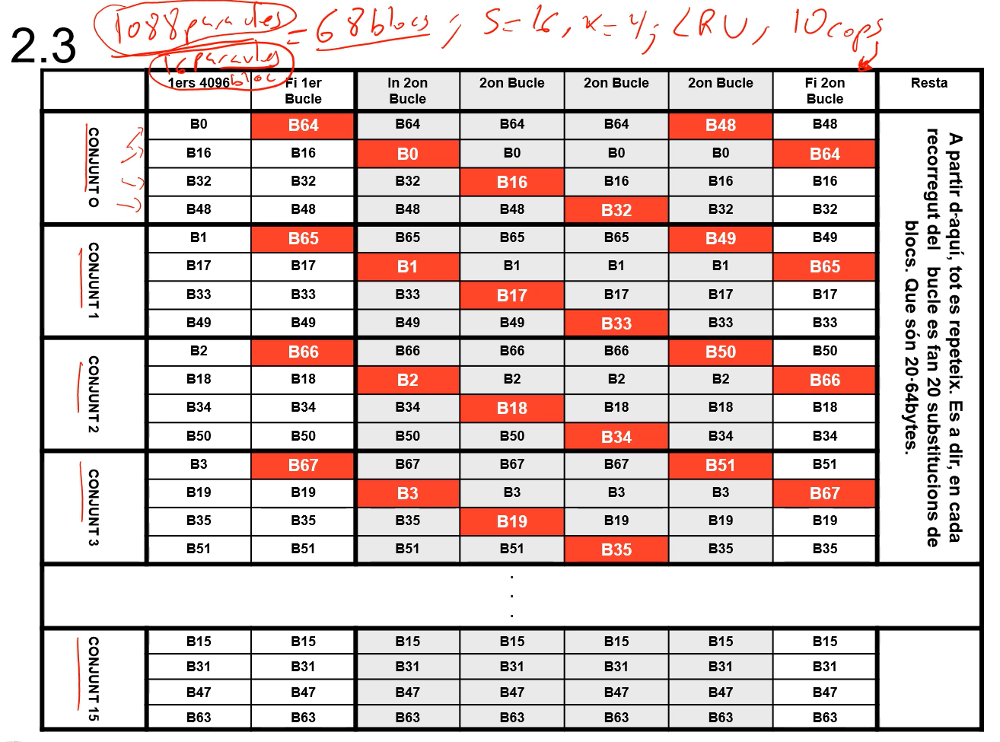 2.3
1088 paraules = 68 blocs ; S=16, K=4; LRU, 10 cops
16 paraules
bloc
1ers 4096 | Fi 1er Bucle | In 2on Bucle | 2on Bucle | 2on Bucle | 2on Bucle | Fi 2on Bucle | Resta
CONJUNT O
B0 | B64 | B64 | B64 | B64 | B48 | B48
B16 | B16 | B0 | B0 | B0 | B0 | B64
B32 | B32 | B32 | B16 | B16 | B16 | B16
B48 | B48 | B48 | B48 | B32 | B32 | B32
CONJUNT 1
B1 | B65 | B65 | B65 | B65 | B49 | B49
B17 | B17 | B1 | B1 | B1 | B1 | B65
B33 | B33 | B33 | B17 | B17 | B17 | B17
B49 | B49 | B49 | B49 | B33 | B33 | B33
CONJUNT 2
B2 | B66 | B66 | B66 | B66 | B50 | B50
B18 | B18 | B2 | B2 | B2 | B2 | B66
B34 | B34 | B34 | B18 | B18 | B18 | B18
B50 | B50 | B50 | B50 | B34 | B34 | B34
CONJUNT 3
B3 | B67 | B67 | B67 | B67 | B51 | B51
B19 | B19 | B3 | B3 | B3 | B3 | B67
B35 | B35 | B35 | B19 | B19 | B19 | B19
B51 | B51 | B51 | B51 | B35 | B35 | B35
A partir d-aquí, tot es repeteix. Es a dir, en cada
recorregut del bucle es fan 20 substitucions de
blocs. Que són 20·64bytes.
.
.
.
CONJUNT 15
B15 | B15 | B15 | B15 | B15 | B15 | B15
B31 | B31 | B31 | B31 | B31 | B31 | B31
B47 | B47 | B47 | B47 | B47 | B47 | B47
B63 | B63 | B63 | B63 | B63 | B63 | B63